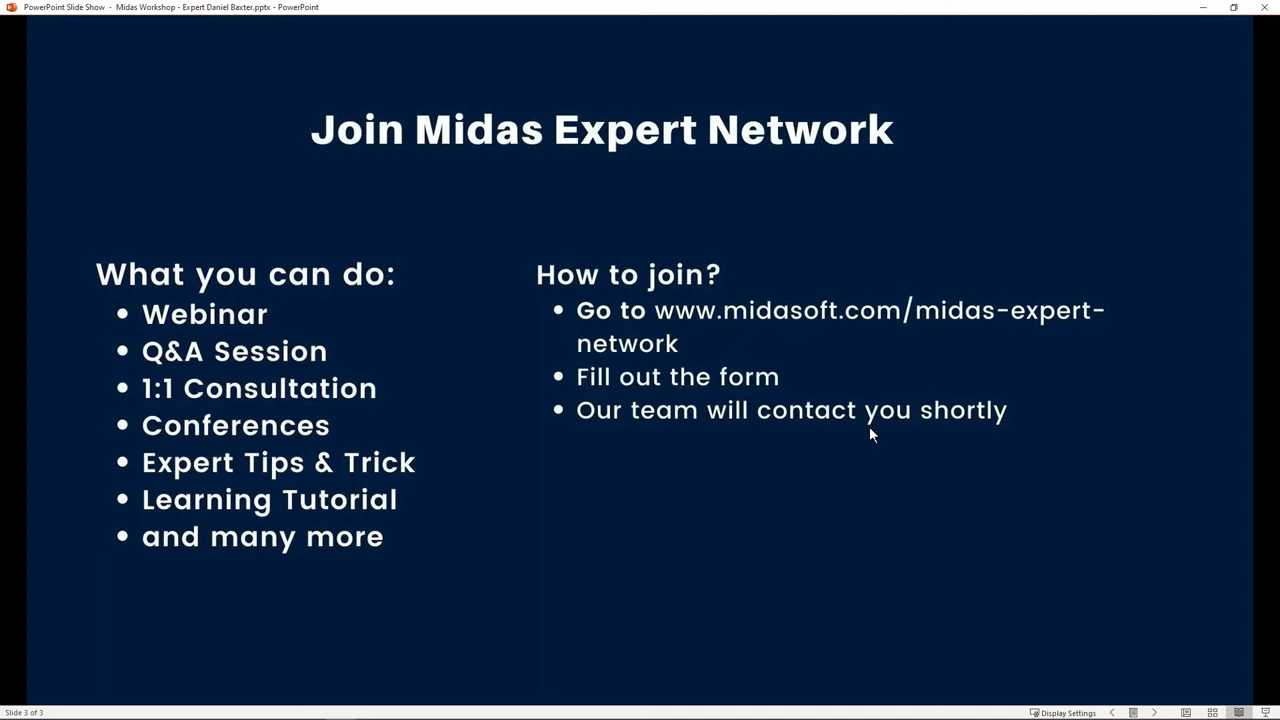 PowerPoint Slide Show - Midas Workshop - Expert Daniel Baxter.pptx - PowerPoint
Join Midas Expert Network
What you can do:
• Webinar
• Q&A Session
• 1:1 Consultation
• Conferences
• Expert Tips & Trick
• Learning Tutorial
• and many more
How to join?
• Go to www.midasoft.com/midas-expert-
network
• Fill out the form
• Our team will contact you shortly
Slide 3 of 3
Display Settings